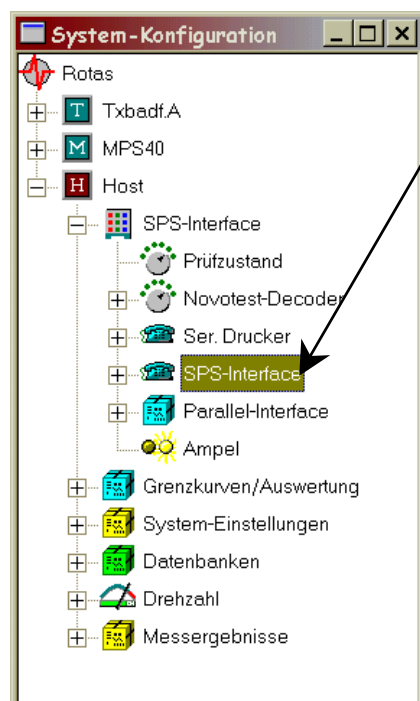 System-Konfiguration
Rotas
T Txbadf.A
M MPS40
H Host
SPS-Interface
Prüfzustand
Novotest-Decoder
Ser. Drucker
SPS-Interface
Parallel-Interface
Ampel
Grenzkurven/Auswertung
System-Einstellungen
Datenbanken
Drehzahl
Messergebnisse